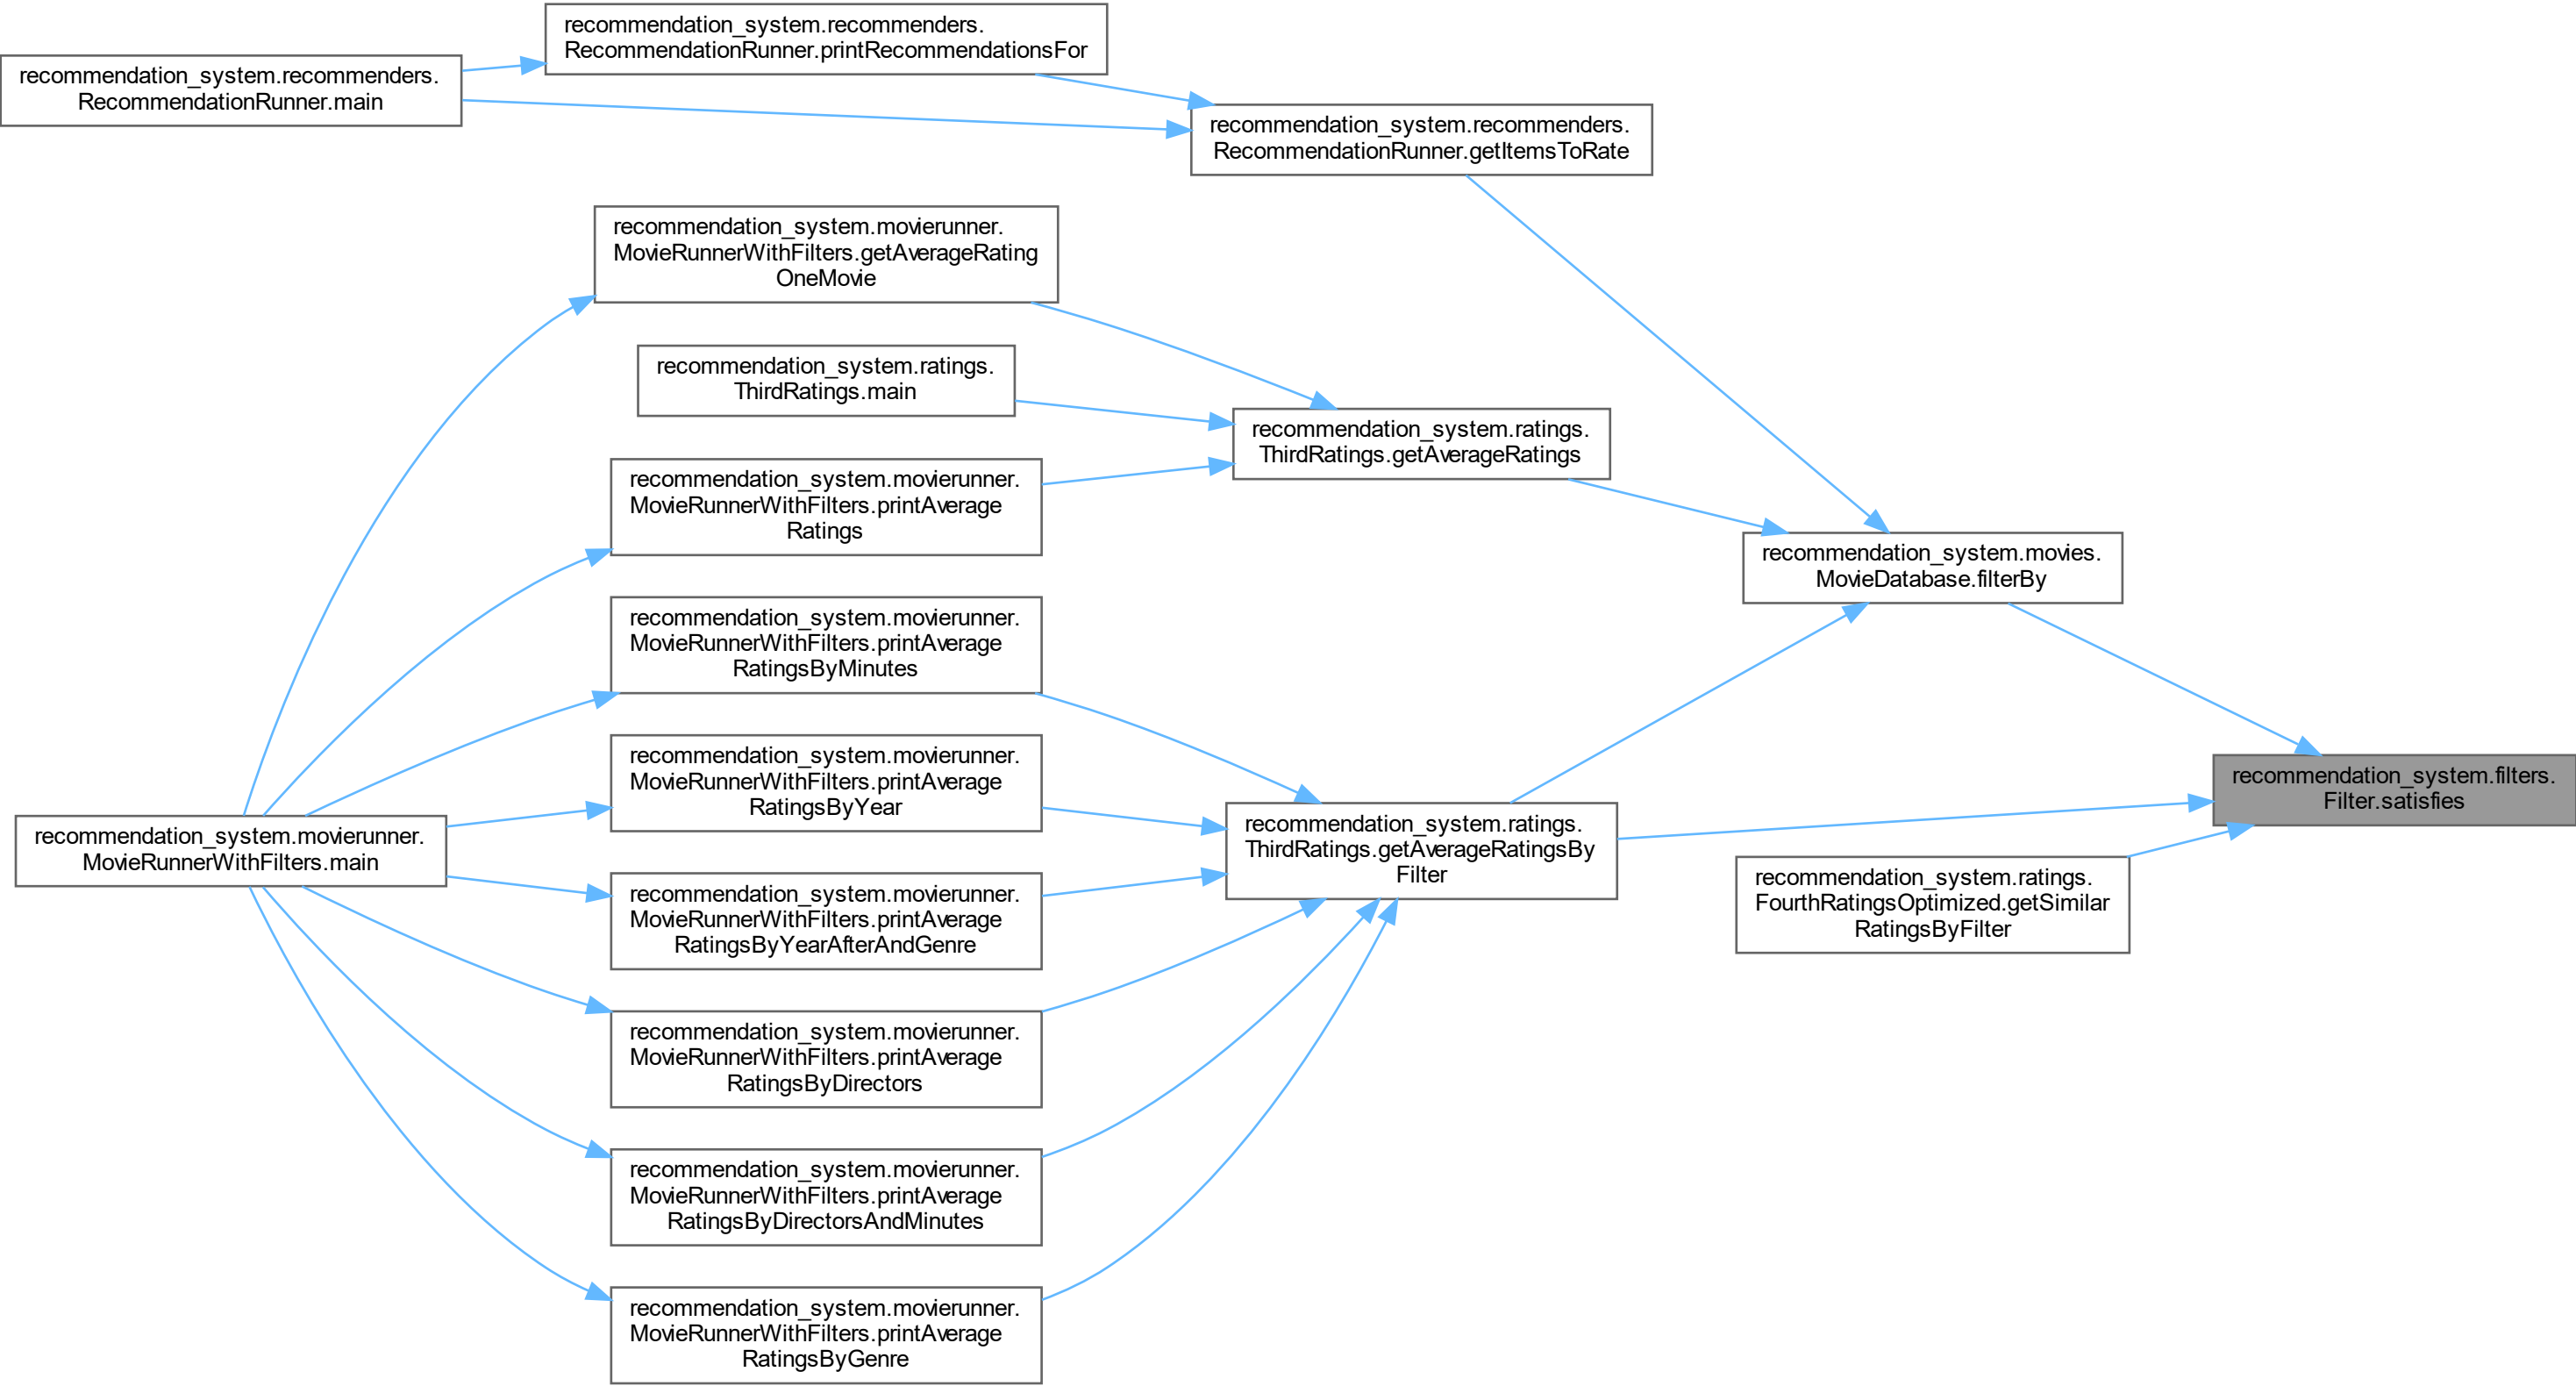 recommendation_system.recommenders.
RecommendationRunner.printRecommendationsFor
recommendation_system.recommenders.
RecommendationRunner.main
recommendation_system.recommenders.
RecommendationRunner.getItemsToRate
recommendation_system.movierunner.
MovieRunnerWithFilters.getAverageRating
OneMovie
recommendation_system.ratings.
ThirdRatings.main
recommendation_system.ratings.
ThirdRatings.getAverageRatings
recommendation_system.movierunner.
MovieRunnerWithFilters.printAverage
Ratings
recommendation_system.movies.
MovieDatabase.filterBy
recommendation_system.movierunner.
MovieRunnerWithFilters.printAverage
RatingsByMinutes
recommendation_system.movierunner.
MovieRunnerWithFilters.printAverage
RatingsByYear
recommendation_system.filters.
Filter.satisfies
recommendation_system.movierunner.
MovieRunnerWithFilters.main
recommendation_system.ratings.
ThirdRatings.getAverageRatingsBy
Filter
recommendation_system.movierunner.
MovieRunnerWithFilters.printAverage
RatingsByYearAfterAndGenre
recommendation_system.ratings.
FourthRatingsOptimized.getSimilar
RatingsByFilter
recommendation_system.movierunner.
MovieRunnerWithFilters.printAverage
RatingsByDirectors
recommendation_system.movierunner.
MovieRunnerWithFilters.printAverage
RatingsByDirectorsAndMinutes
recommendation_system.movierunner.
MovieRunnerWithFilters.printAverage
RatingsByGenre